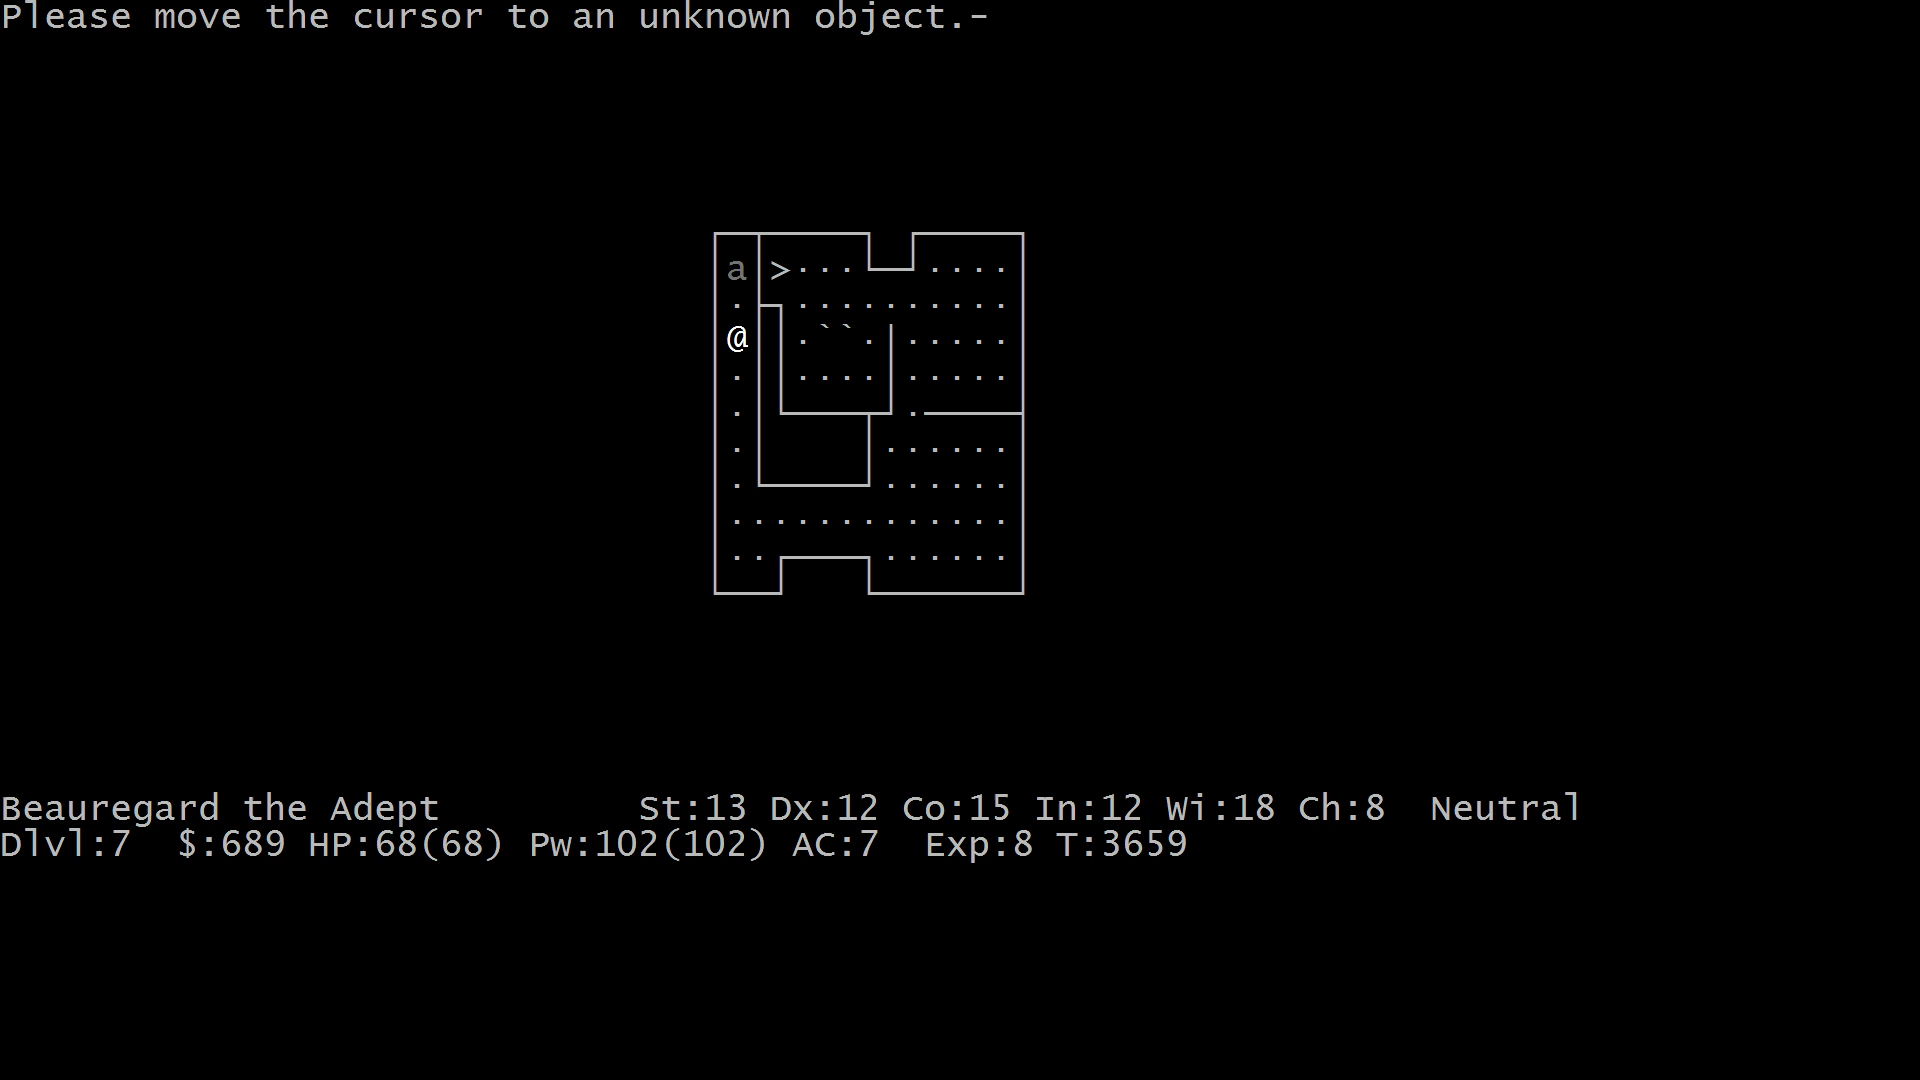 Please move the cursor to an unknown object.-
a > . . . . . . .
. . . . . . . . . . .
@ . ` ` . . . . . .
. . . . . . . . . .
. .
. . . . . . .
. . . . . . .
. . . . . . . . . . . . .
. . . . . . . .
Beauregard the Adept St:13 Dx:12 Co:15 In:12 Wi:18 Ch:8 Neutral
Dlvl:7 $:689 HP:68(68) Pw:102(102) AC:7 Exp:8 T:3659